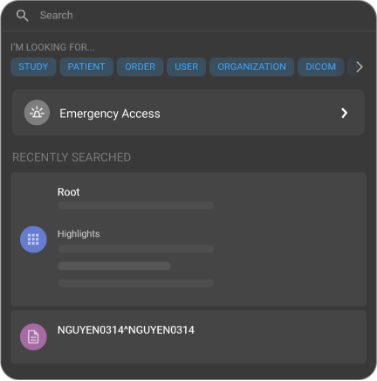 Search
I'M LOOKING FOR...
STUDY PATIENT ORDER USER ORGANIZATION DICOM
Emergency Access
RECENTLY SEARCHED
Root
Highlights
NGUYEN0314^NGUYEN0314